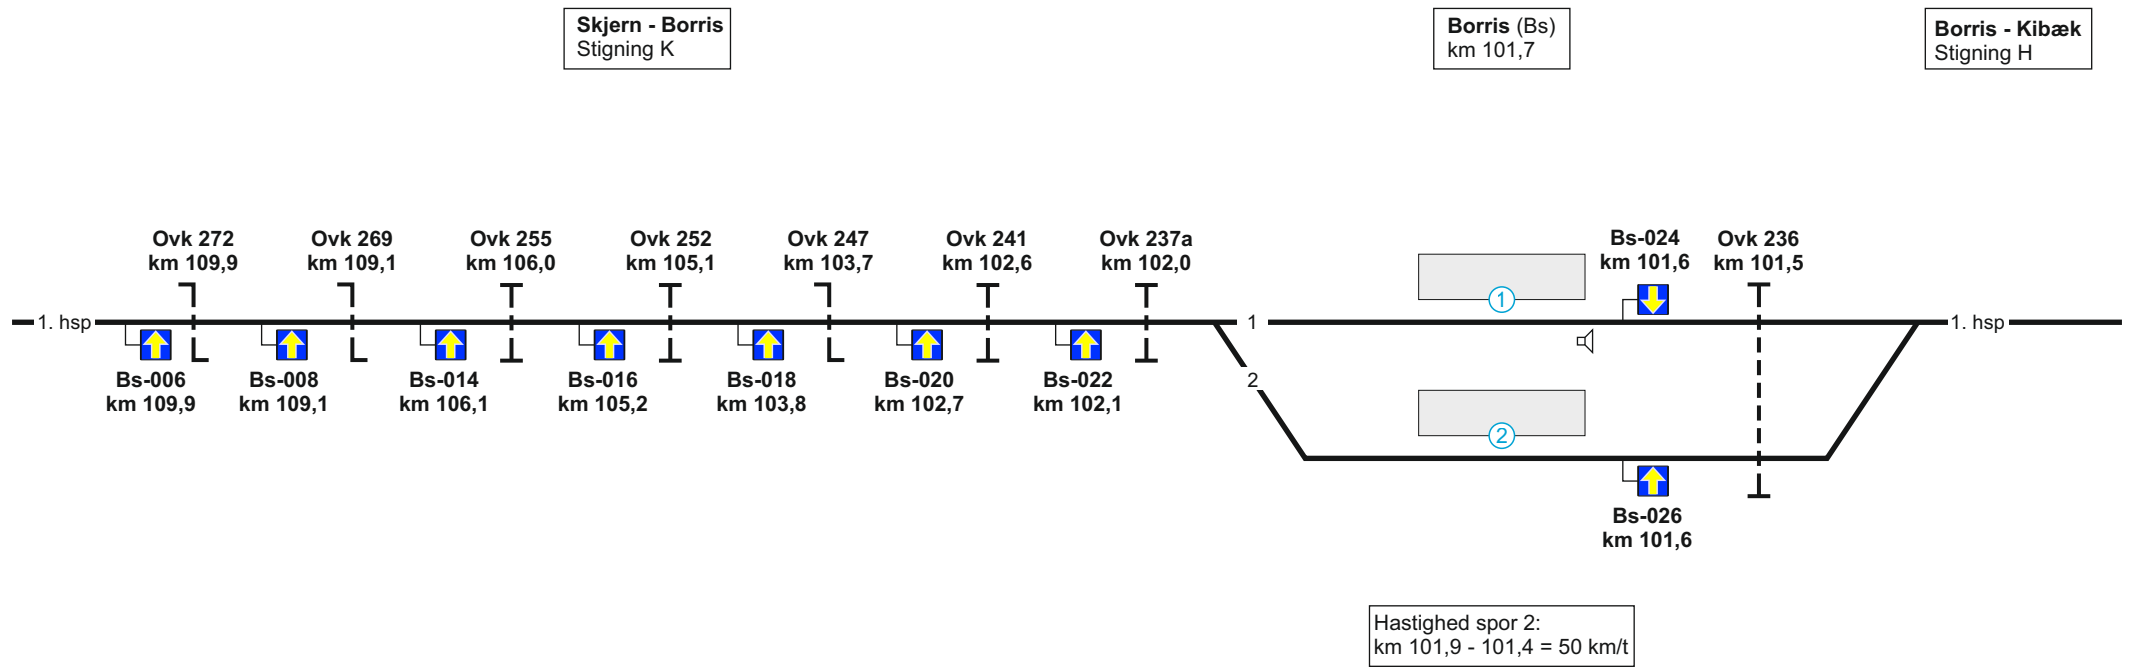 Skjern - Borris
Stigning K
Borris (Bs)
km 101,7
Borris - Kibæk
Stigning H
Ovk 272
km 109,9
Ovk 269
km 109,1
Ovk 255
km 106,0
Ovk 252
km 105,1
Ovk 247
km 103,7
Ovk 241
km 102,6
Ovk 237a
km 102,0
Bs-024
km 101,6
Ovk 236
km 101,5
1
1. hsp
1
1. hsp
Bs-006
km 109,9
Bs-008
km 109,1
Bs-014
km 106,1
Bs-016
km 105,2
Bs-018
km 103,8
Bs-020
km 102,7
Bs-022
km 102,1
2
2
Bs-026
km 101,6
Hastighed spor 2:
km 101,9 - 101,4 = 50 km/t